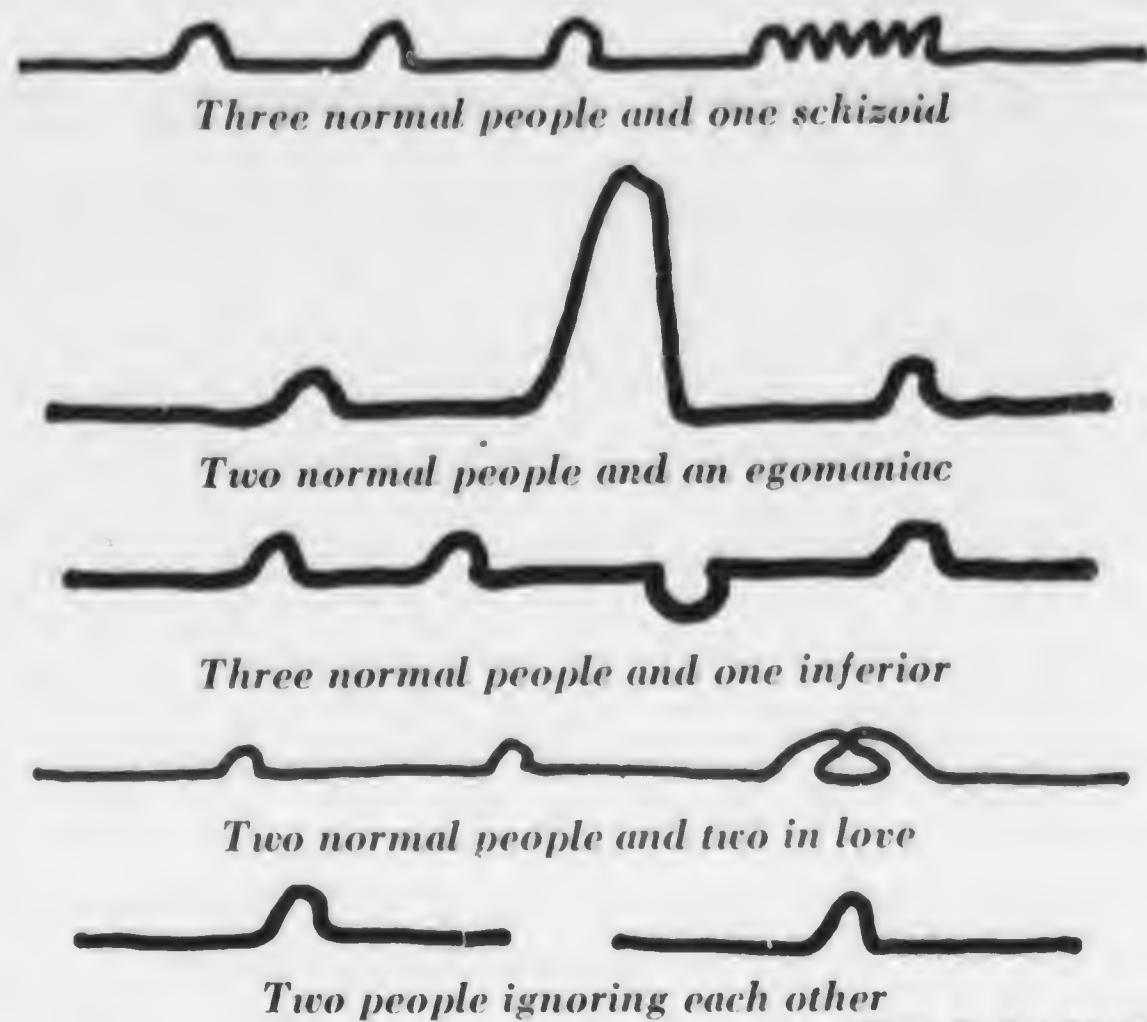 Three normal people and one schizoid
Two normal people and an egomaniac
Three normal people and one inferior
Two normal people and two in love
Two people ignoring each other